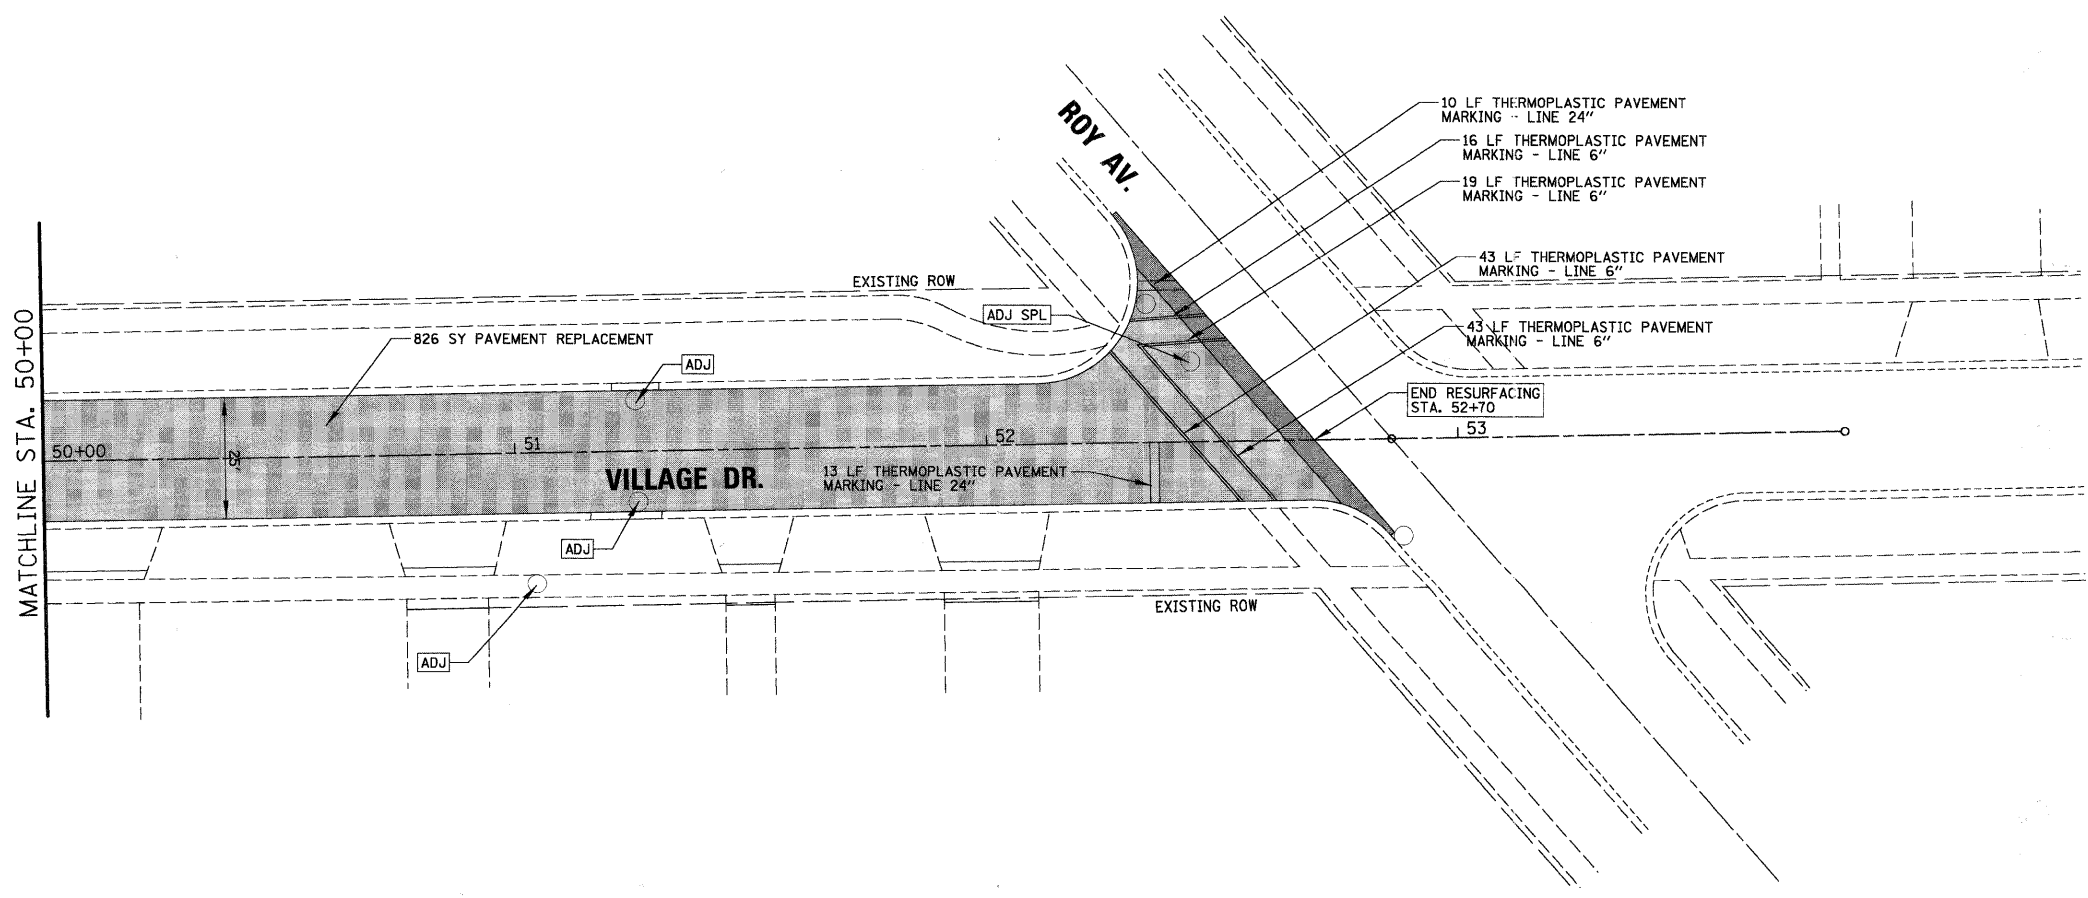 10 LF THERMOPLASTIC PAVEMENT
MARKING - LINE 24"
16 LF THERMOPLASTIC PAVEMENT
MARKING - LINE 6"
19 LF THERMOPLASTIC PAVEMENT
MARKING - LINE 6"
ROY AV.
43 LF THERMOPLASTIC PAVEMENT
MARKING - LINE 6"
EXISTING ROW
ADJ SPL
43 LF THERMOPLASTIC PAVEMENT
MARKING - LINE 6"
826 SY PAVEMENT REPLACEMENT
ADJ
END RESURFACING
STA. 52+70
MATCHLINE STA. 50+00
50+00
25'
51
52
53
VILLAGE DR.
13 LF THERMOPLASTIC PAVEMENT
MARKING - LINE 24"
ADJ
EXISTING ROW
ADJ